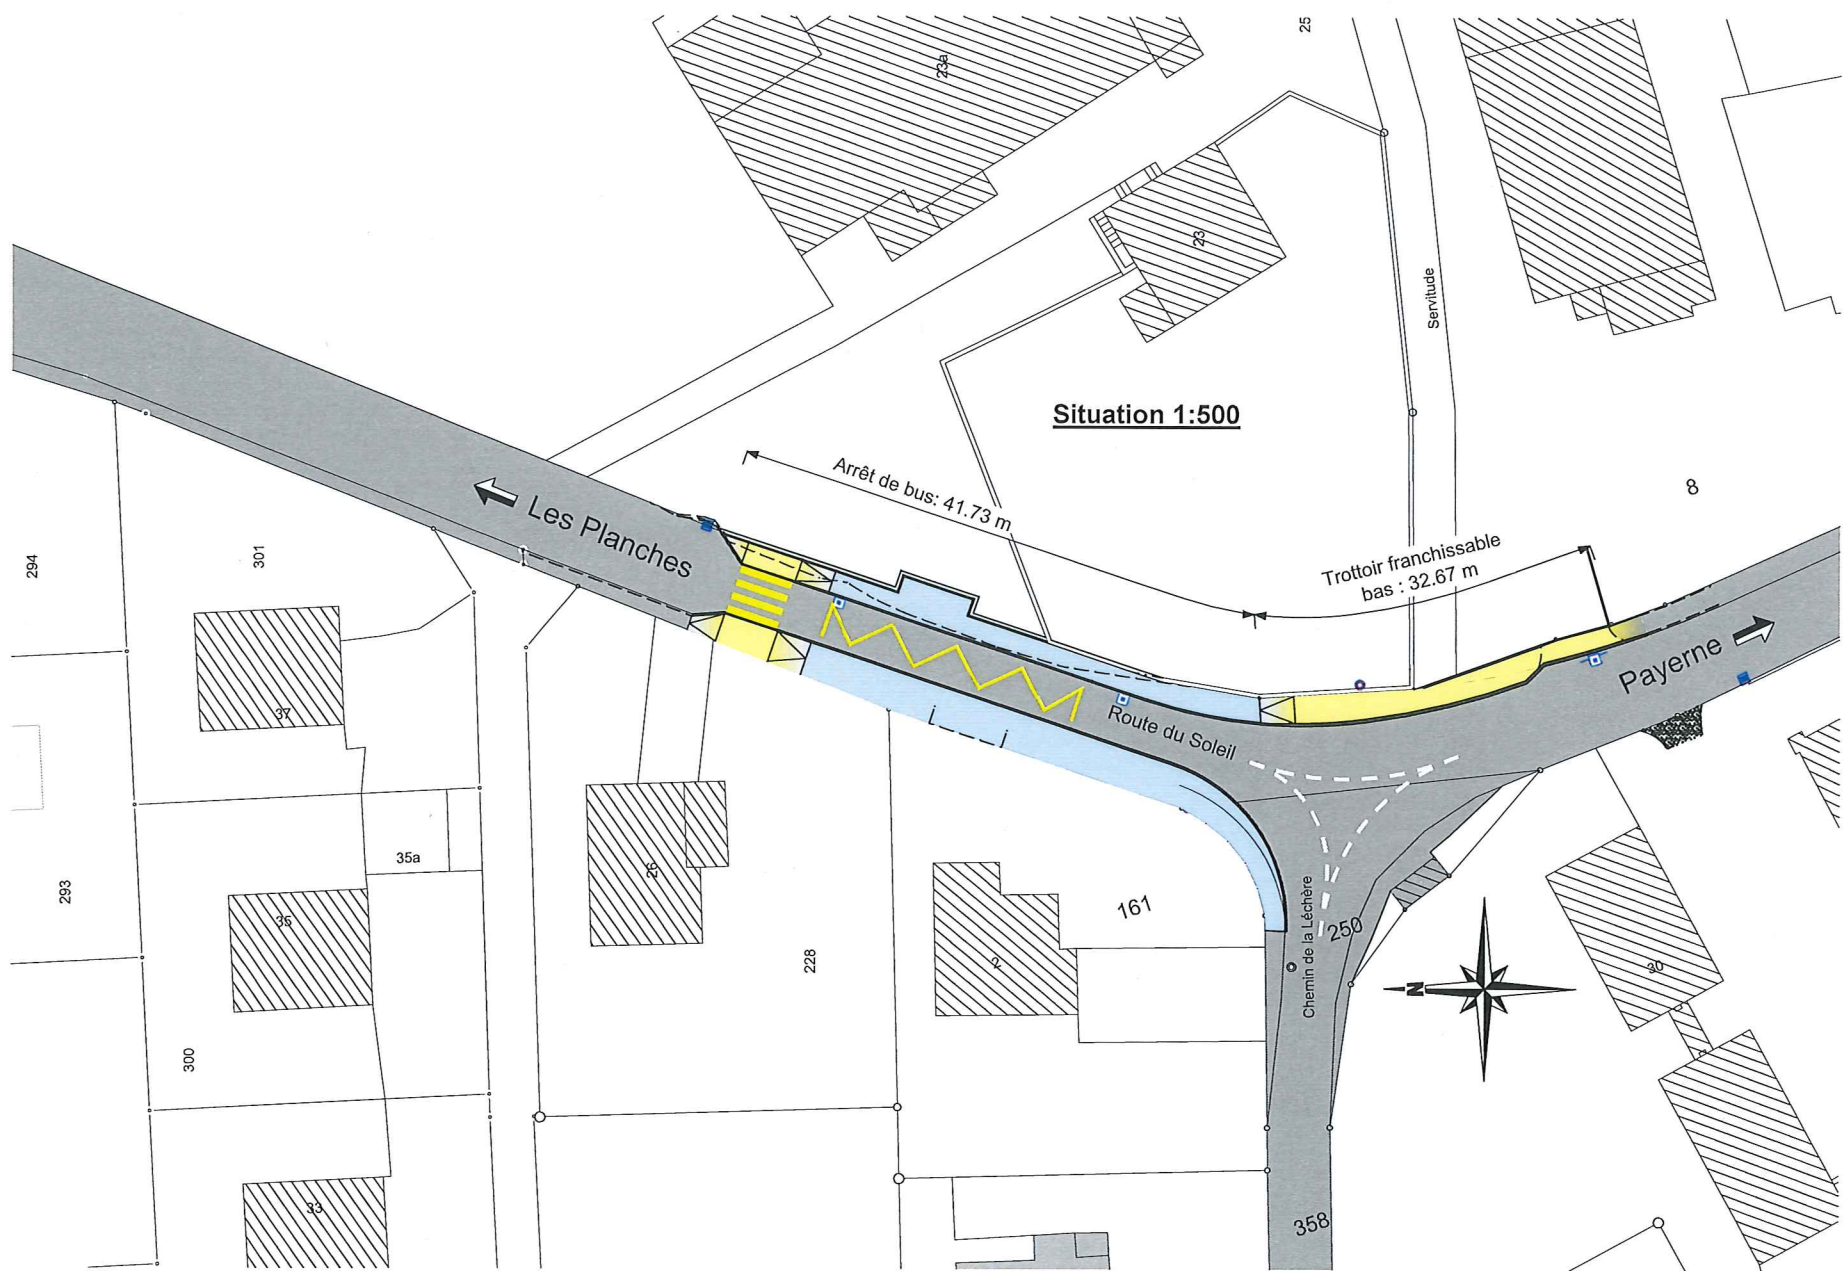 25
23a
23
Servitude
Situation 1:500
Arrêt de bus: 41.73 m
Trottoir franchissable
bas : 32.67 m
8
Les Planches
Payerne
Route du Soleil
294
301
37
35a
26
293
35
161
228
2
Chemin de la Léchère
250
N
30
300
33
358